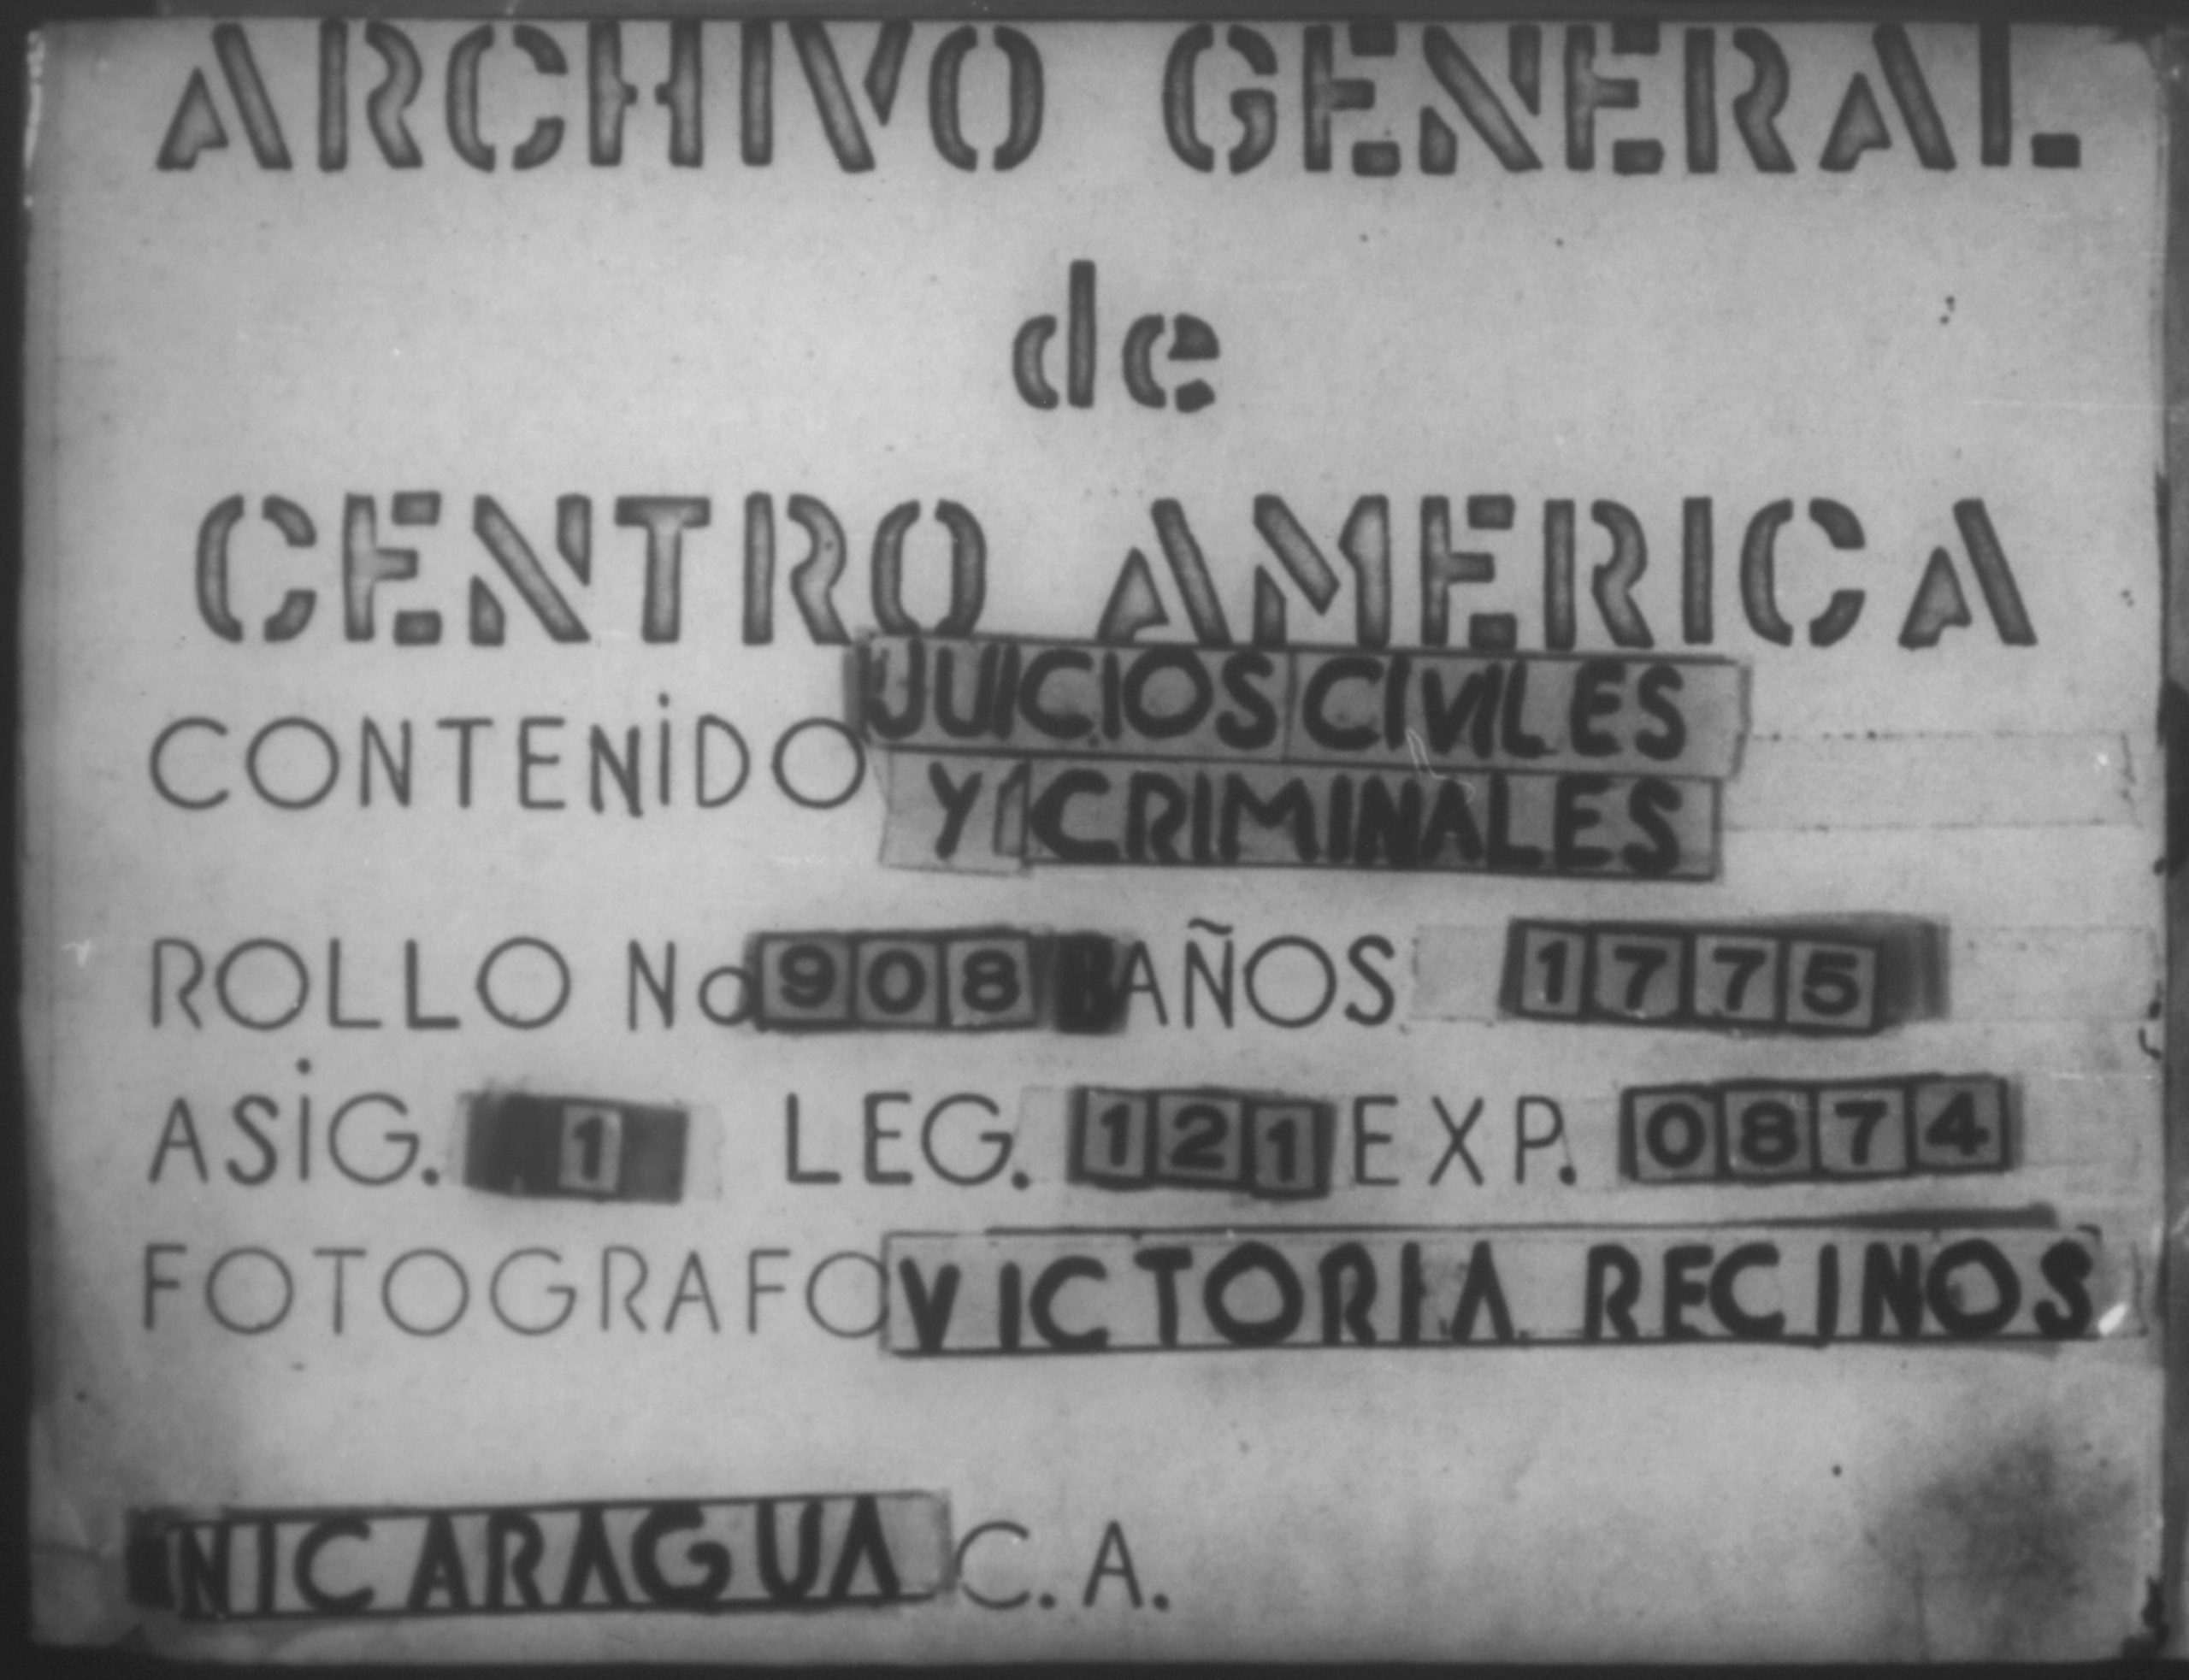 ARCHIVO GENERAL
de
CENTRO AMERICA
CONTENIDO JUICIOS CIVILES
Y CRIMINALES
ROLLO No 908 AÑOS 1775
ASIG. 1 LEG. 121 EXP. 0874
FOTOGRAFO VICTORIA RECINOS
NICARAGUA C.A.